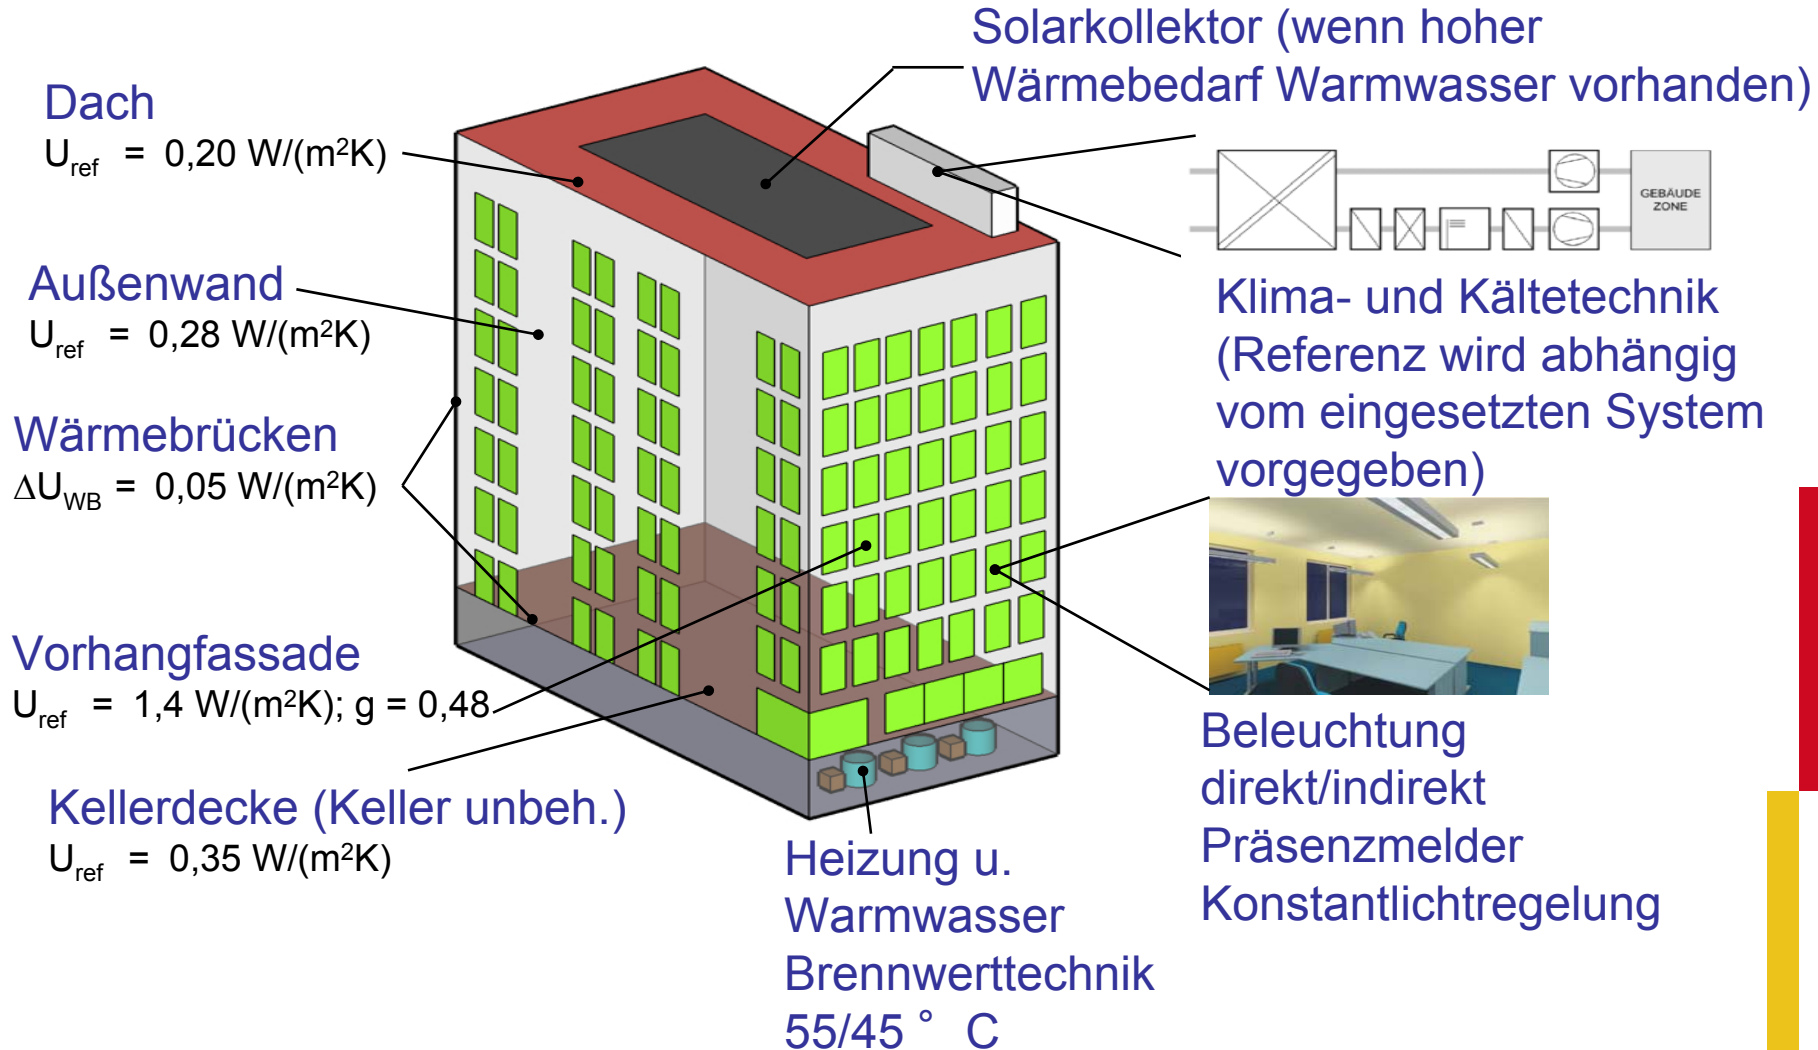 Solarkollektor (wenn hoher
Wärmebedarf Warmwasser vorhanden)
Dach
Uref = 0,20 W/(m²K)
Außenwand
Uref = 0,28 W/(m²K)
Wärmebrücken
ΔUWB = 0,05 W/(m²K)
Vorhangfassade
Uref = 1,4 W/(m²K); g = 0,48
Kellerdecke (Keller unbeh.)
Uref = 0,35 W/(m²K)
GEBÄUDE
ZONE
Klima- und Kältetechnik
(Referenz wird abhängig
vom eingesetzten System
vorgegeben)
Beleuchtung
direkt/indirekt
Präsenzmelder
Konstantlichtregelung
Heizung u.
Warmwasser
Brennwerttechnik
55/45 ° C